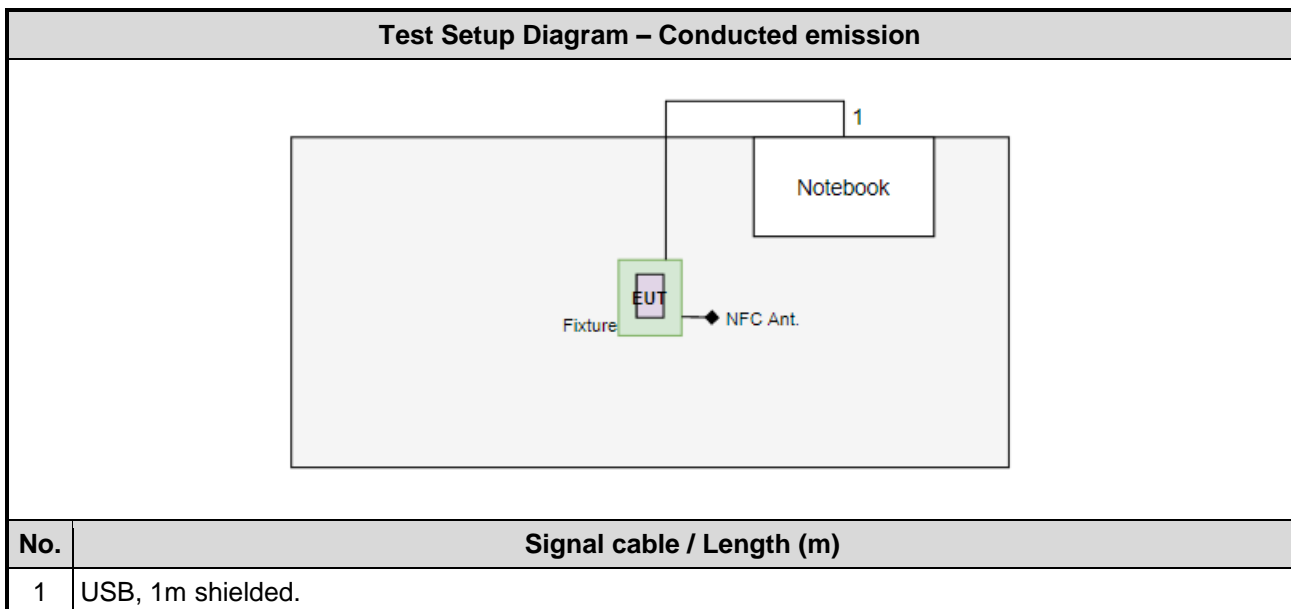 Test Setup Diagram – Conducted emission
1
Notebook
EUT
Fixture
NFC Ant.
No. Signal cable / Length (m)
1 USB, 1m shielded.